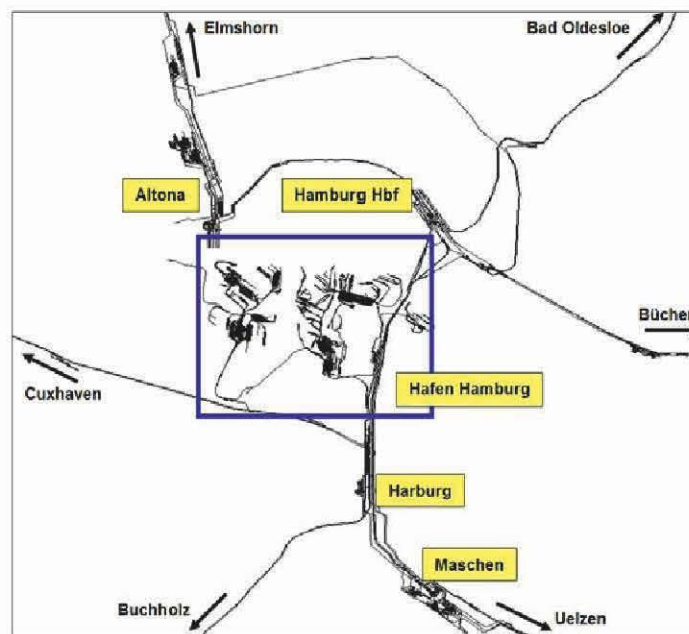 Elmshorn
Bad Oldesloe
Altona
Hamburg Hbf
Büchen
Cuxhaven
Hafen Hamburg
Harburg
Maschen
Buchholz
Uelzen